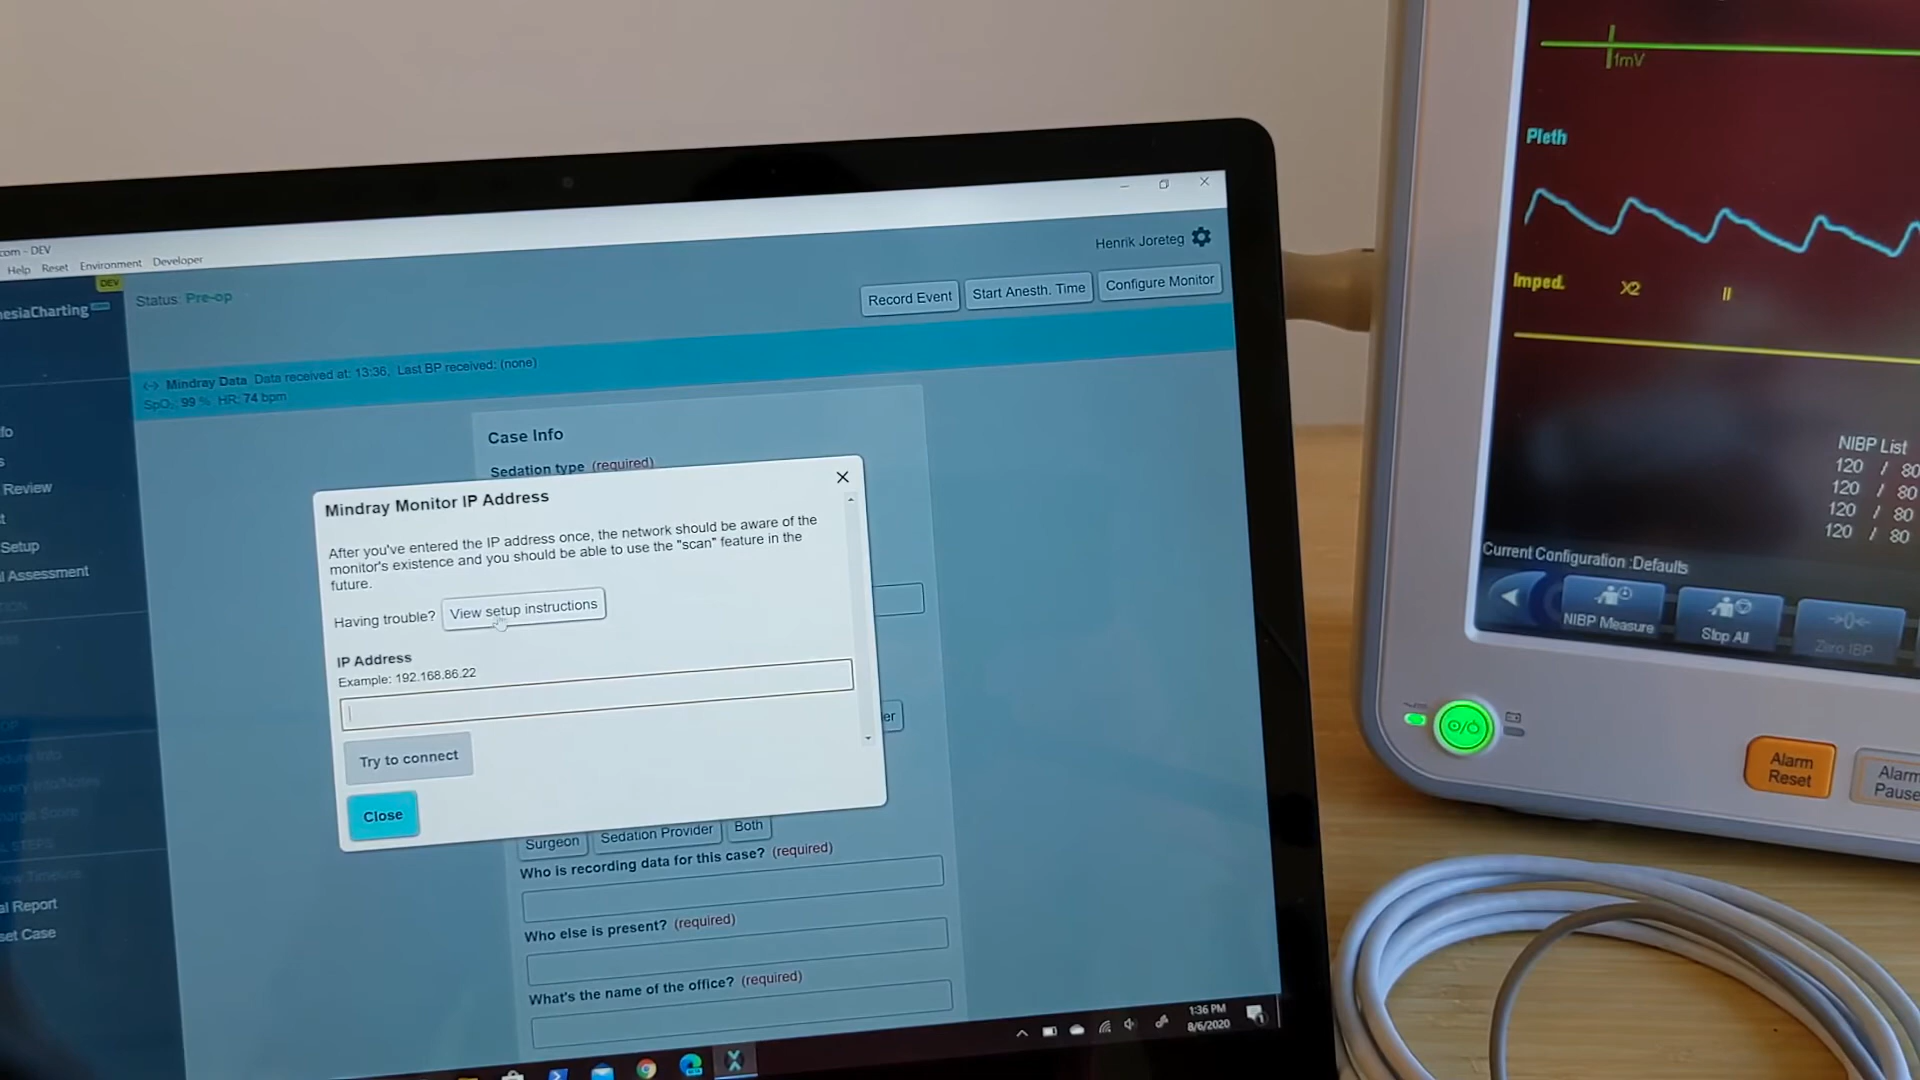 com - DEV
Help Reset Environment Developer
DEV
esiaCharting
Status: Pre-op
Henrik Joreteg
Record Event
Start Anesth. Time
Configure Monitor
Mindray Data Data received at: 13:36, Last BP received: (none)
SpO₂: 99 % HR: 74 bpm
fo
s
Review
t
Setup
l Assessment
al Report
set Case
Case Info
Sedation type (required)
Mindray Monitor IP Address
After you've entered the IP address once, the network should be aware of the
monitor's existence and you should be able to use the "scan" feature in the
future.
Having trouble? View setup instructions
IP Address
Example: 192.168.86.22
Try to connect
Close
er
Surgeon
Sedation Provider
Both
Who is recording data for this case? (required)
Who else is present? (required)
What's the name of the office? (required)
1:36 PM
8/6/2020
1
1mV
Pleth
Imped.
X2
II
NIBP List
120 / 80
120 / 80
120 / 80
120 / 80
Current Configuration :Defaults
NIBP Measure
Stop All
Zero IBP
Alarm
Reset
Alarm
Pause